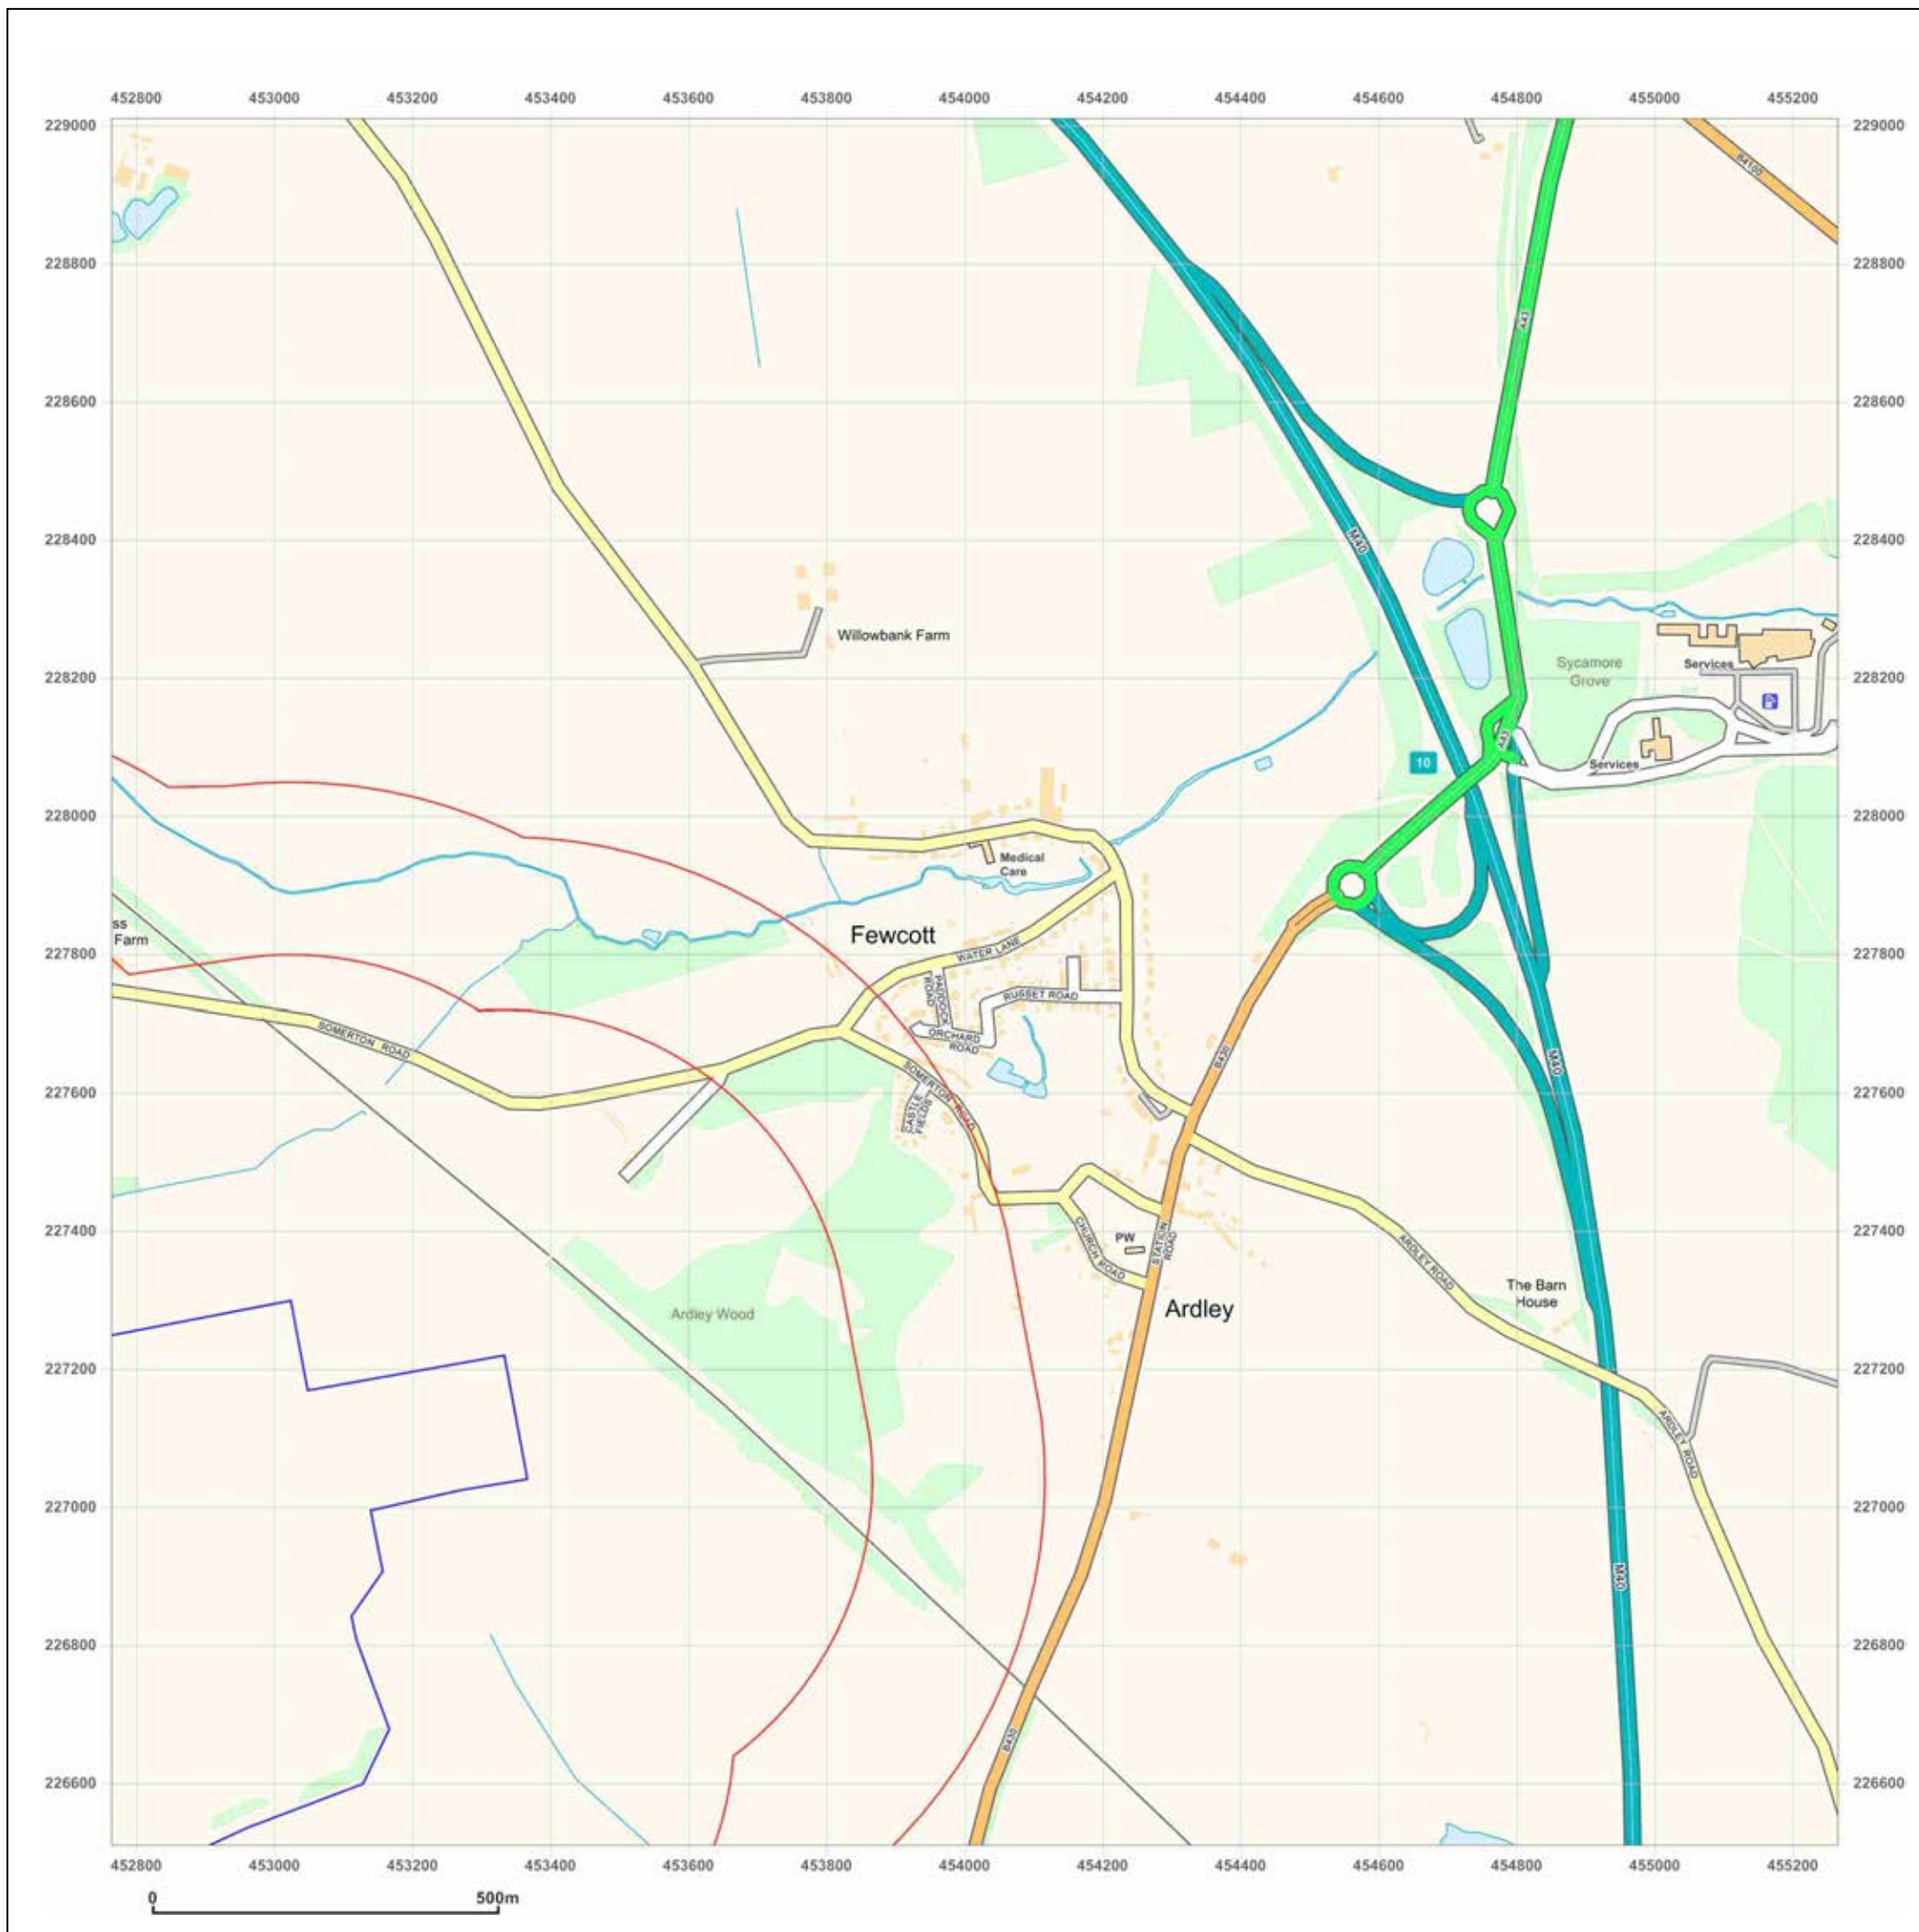 452800 453000 453200 453400 453600 453800 454000 454200 454400 454600 454800 455000 455200
229000 229000
B4100
228800 228800
A43
228600 228600
228400 228400
M40
Willowbank Farm
Sycamore
Grove
Services
228200 228200
A43
10
Services
228000 228000
Medical
Care
ss
Farm
Fewcott
WATER LANE
227800 227800
PADDOCK
ROAD
RUSSET ROAD
ORCHARD
ROAD
SOMERTON ROAD
B430
M40
SOMERTON ROAD
227600 227600
CASTLE
FIELDS
227400 227400
CHURCH ROAD
PW
STATION
ROAD
ARDLEY ROAD
The Barn
House
Ardley Wood
Ardley
227200 227200
ARDLEY ROAD
227000 227000
M40
226800 226800
B430
226600 226600
452800 453000 453200 453400 453600 453800 454000 454200 454400 454600 454800 455000 455200
0 500m